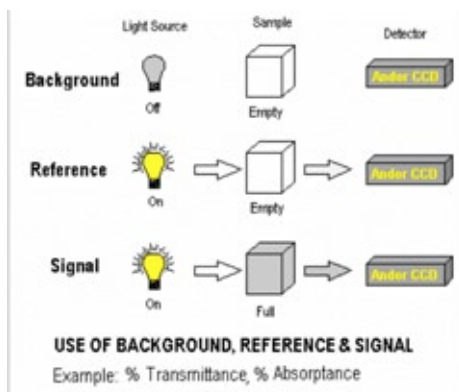 Light Source Sample Detector
Background Andor CCD
Off Empty
Reference Andor CCD
On Empty
Signal Andor CCD
On Full
USE OF BACKGROUND, REFERENCE & SIGNAL
Example: % Transmittance, % Absorptance